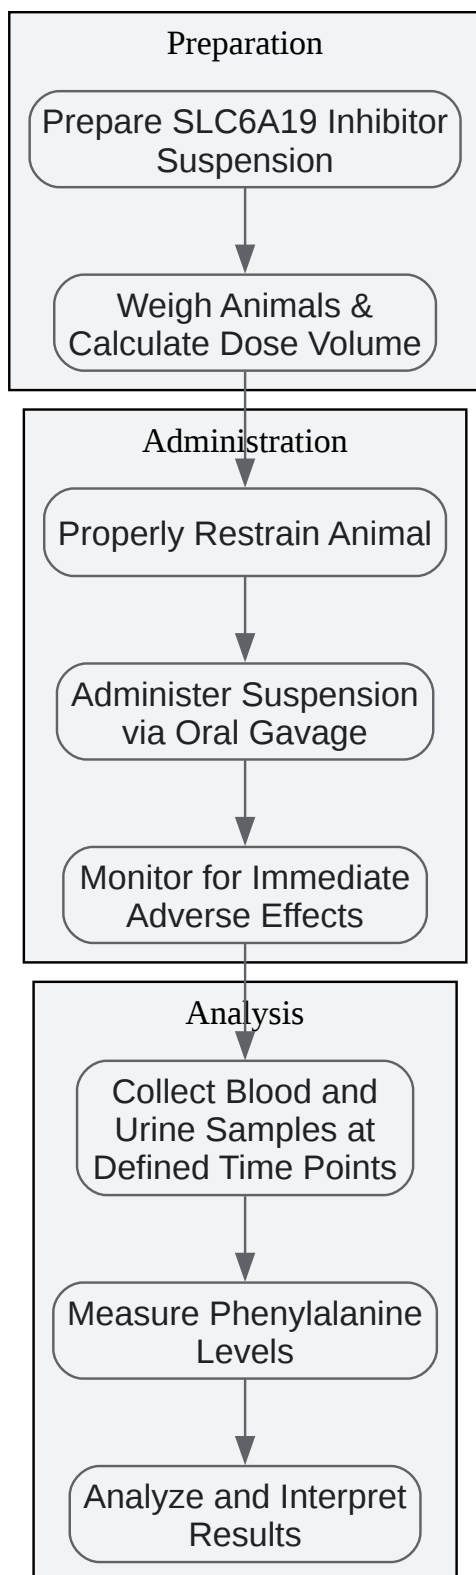 Preparation
Prepare SLC6A19 Inhibitor
Suspension
Weigh Animals &
Calculate Dose Volume
Administration
Properly Restrain Animal
Administer Suspension
via Oral Gavage
Monitor for Immediate
Adverse Effects
Analysis
Collect Blood and
Urine Samples at
Defined Time Points
Measure Phenylalanine
Levels
Analyze and Interpret
Results